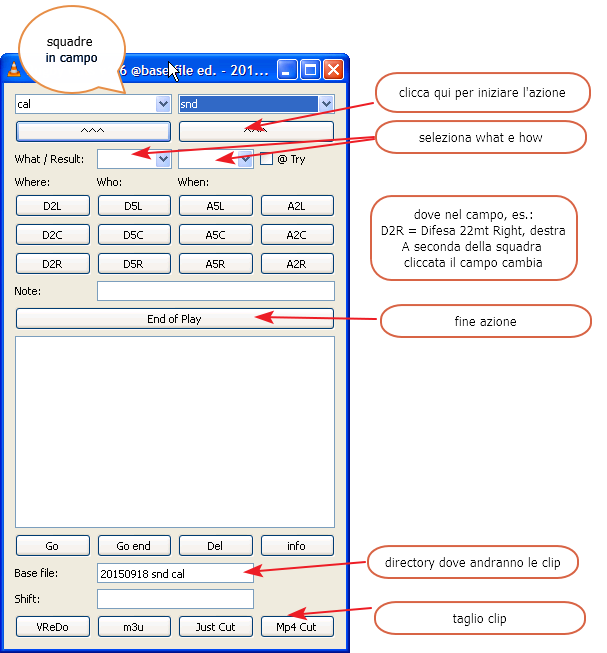 squadre
in campo
6 @base file ed. - 201...
cal
snd
clicca qui per iniziare l'azione
^^^
^^^
seleziona what e how
What / Result:
@ Try
Where:
Who:
When:
D2L
D5L
A5L
A2L
D2C
D5C
A5C
A2C
D2R
D5R
A5R
A2R
dove nel campo, es.:
D2R = Difesa 22mt Right, destra
A seconda della squadra
cliccata il campo cambia
Note:
End of Play
fine azione
Go
Go end
Del
info
Base file:
20150918 snd cal
directory dove andranno le clip
Shift:
VReDo
m3u
Just Cut
Mp4 Cut
taglio clip